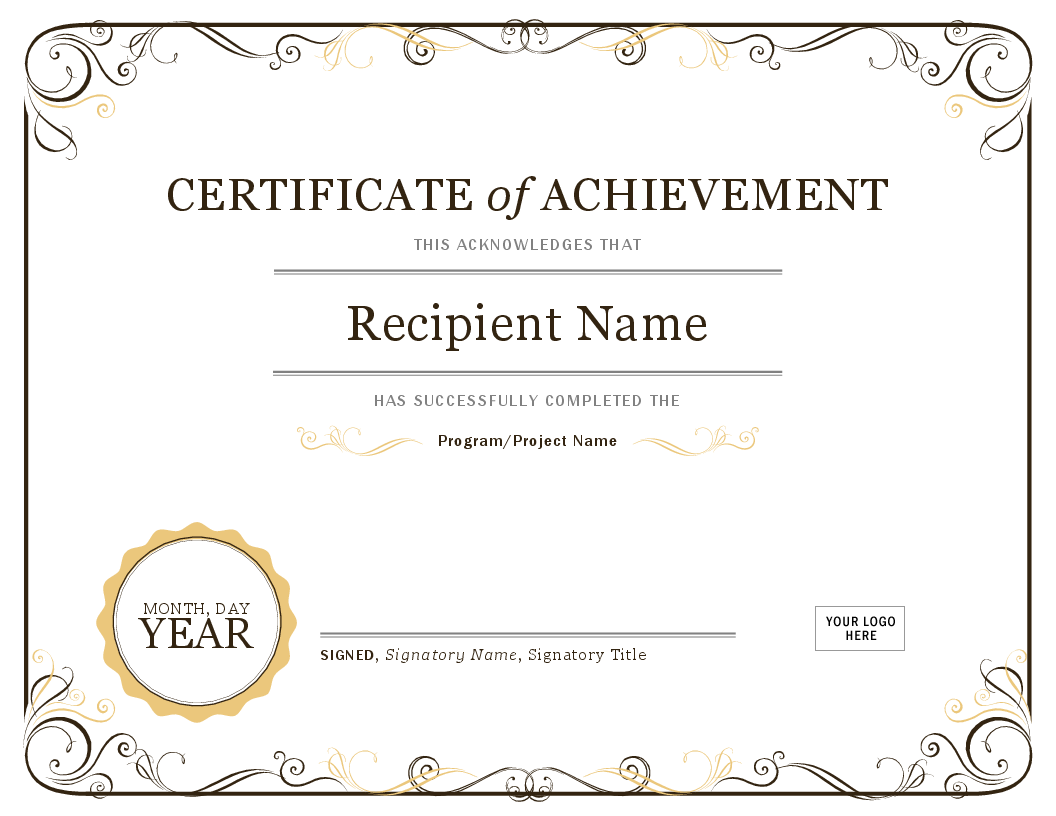 CERTIFICATE of ACHIEVEMENT
THIS ACKNOWLEDGES THAT
Recipient Name
HAS SUCCESSFULLY COMPLETED THE
Program/Project Name
MONTH, DAY
YEAR
SIGNED, Signatory Name, Signatory Title
YOUR LOGO
HERE